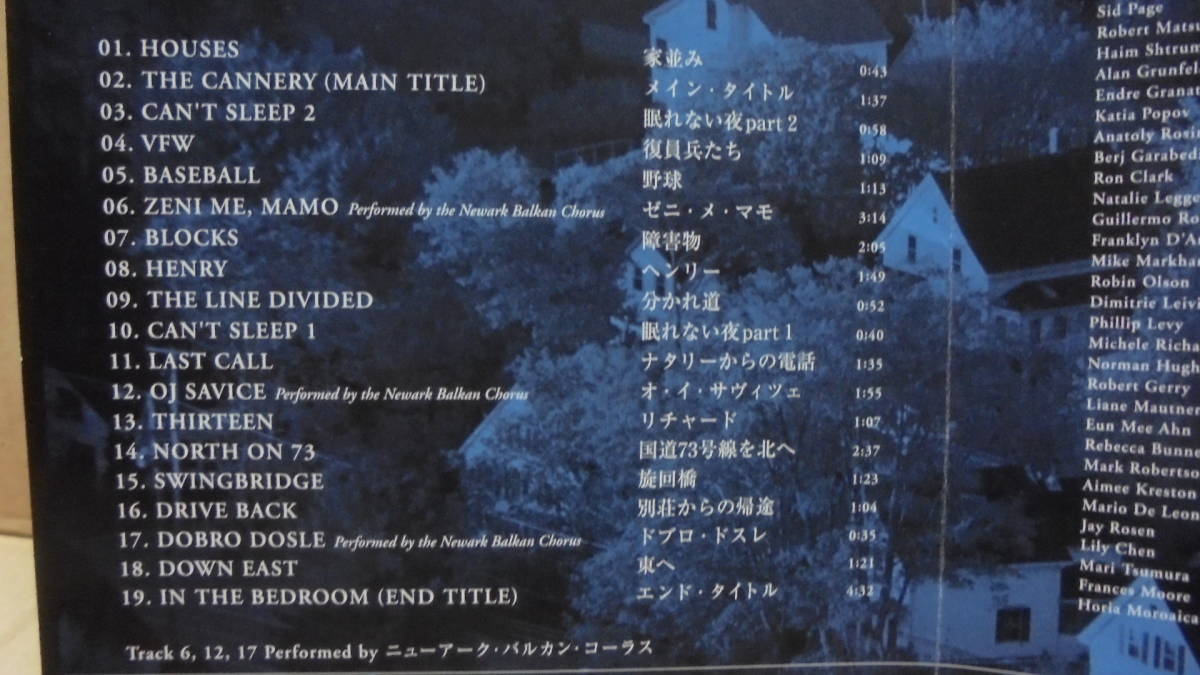 01. HOUSES 家並み 0:43
02. THE CANNERY (MAIN TITLE) メイン・タイトル 1:37
03. CAN'T SLEEP 2 眠れない夜part 2 0:58
04. VFW 復員兵たち 1:09
05. BASEBALL 野球 1:13
06. ZENI ME, MAMO Performed by the Newark Balkan Chorus ゼニ・メ・マモ 3:14
07. BLOCKS 障害物 2:05
08. HENRY ヘンリー 1:49
09. THE LINE DIVIDED 分かれ道 0:52
10. CAN'T SLEEP 1 眠れない夜part 1 0:40
11. LAST CALL ナタリーからの電話 1:35
12. OJ SAVICE Performed by the Newark Balkan Chorus オ・イ・サヴィツェ 1:55
13. THIRTEEN リチャード 1:07
14. NORTH ON 73 国道73号線を北へ 2:37
15. SWINGBRIDGE 旋回橋 1:23
16. DRIVE BACK 別荘からの帰途 1:04
17. DOBRO DOSLE Performed by the Newark Balkan Chorus ドブロ・ドスレ 0:35
18. DOWN EAST 東へ 1:21
19. IN THE BEDROOM (END TITLE) エンド・タイトル 4:32
Track 6, 12, 17 Performed by ニューアーク・バルカン・コーラス
Sid Page
Robert
Haim
Alan
Endre
Katia Popov
Anatoly
Berj
Ron Clark
Natalie
Guillermo
Franklyn
Mike
Robin Olson
Dimitrie
Phillip Levy
Michele
Norman
Robert Gerry
Liane
Eun Mee Ahn
Rebecca
Mark
Aimee Kreston
Mario De
Jay Rosen
Lily Chen
Mari Tsumura
Frances Moore
Horia